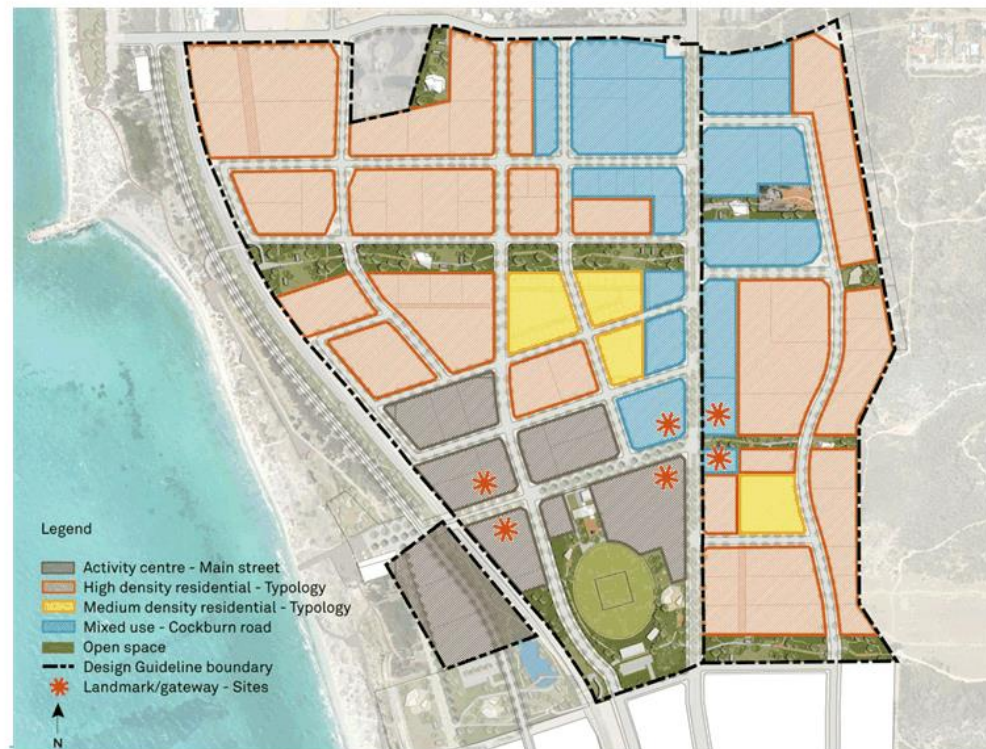 Legend
Activity centre - Main street
High density residential - Typology
Medium density residential - Typology
Mixed use - Cockburn road
Open space
Design Guideline boundary
Landmark/gateway - Sites
N